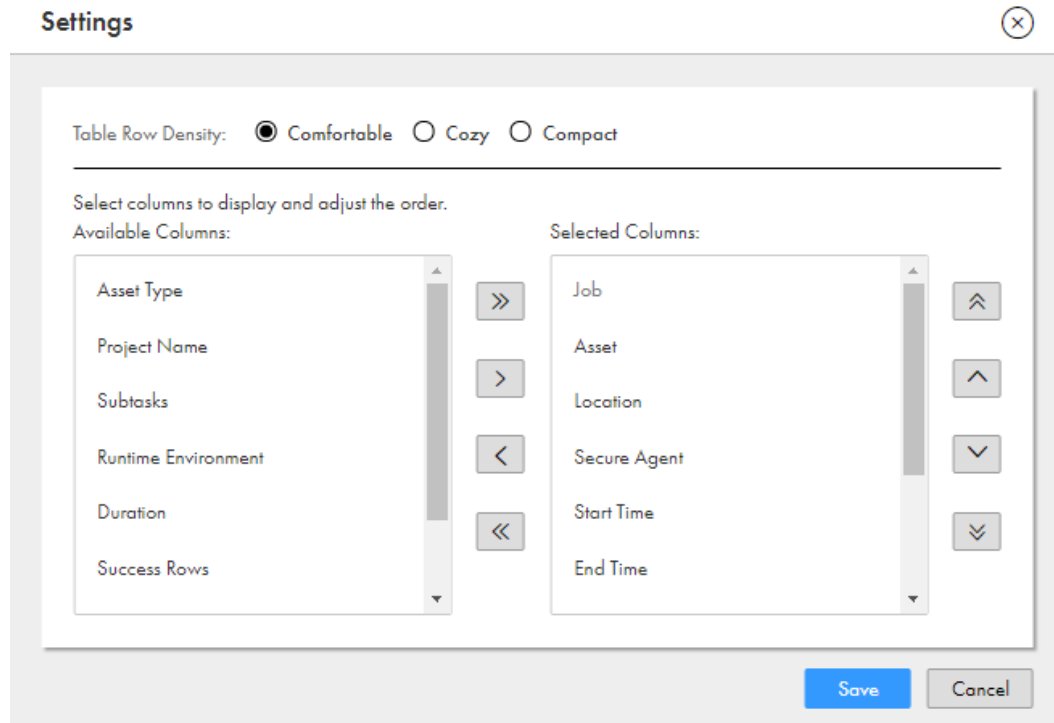 Settings
Table Row Density: Comfortable Cozy Compact
Select columns to display and adjust the order.
Available Columns:
Asset Type
Project Name
Subtasks
Runtime Environment
Duration
Success Rows
Selected Columns:
Job
Asset
Location
Secure Agent
Start Time
End Time
Save Cancel